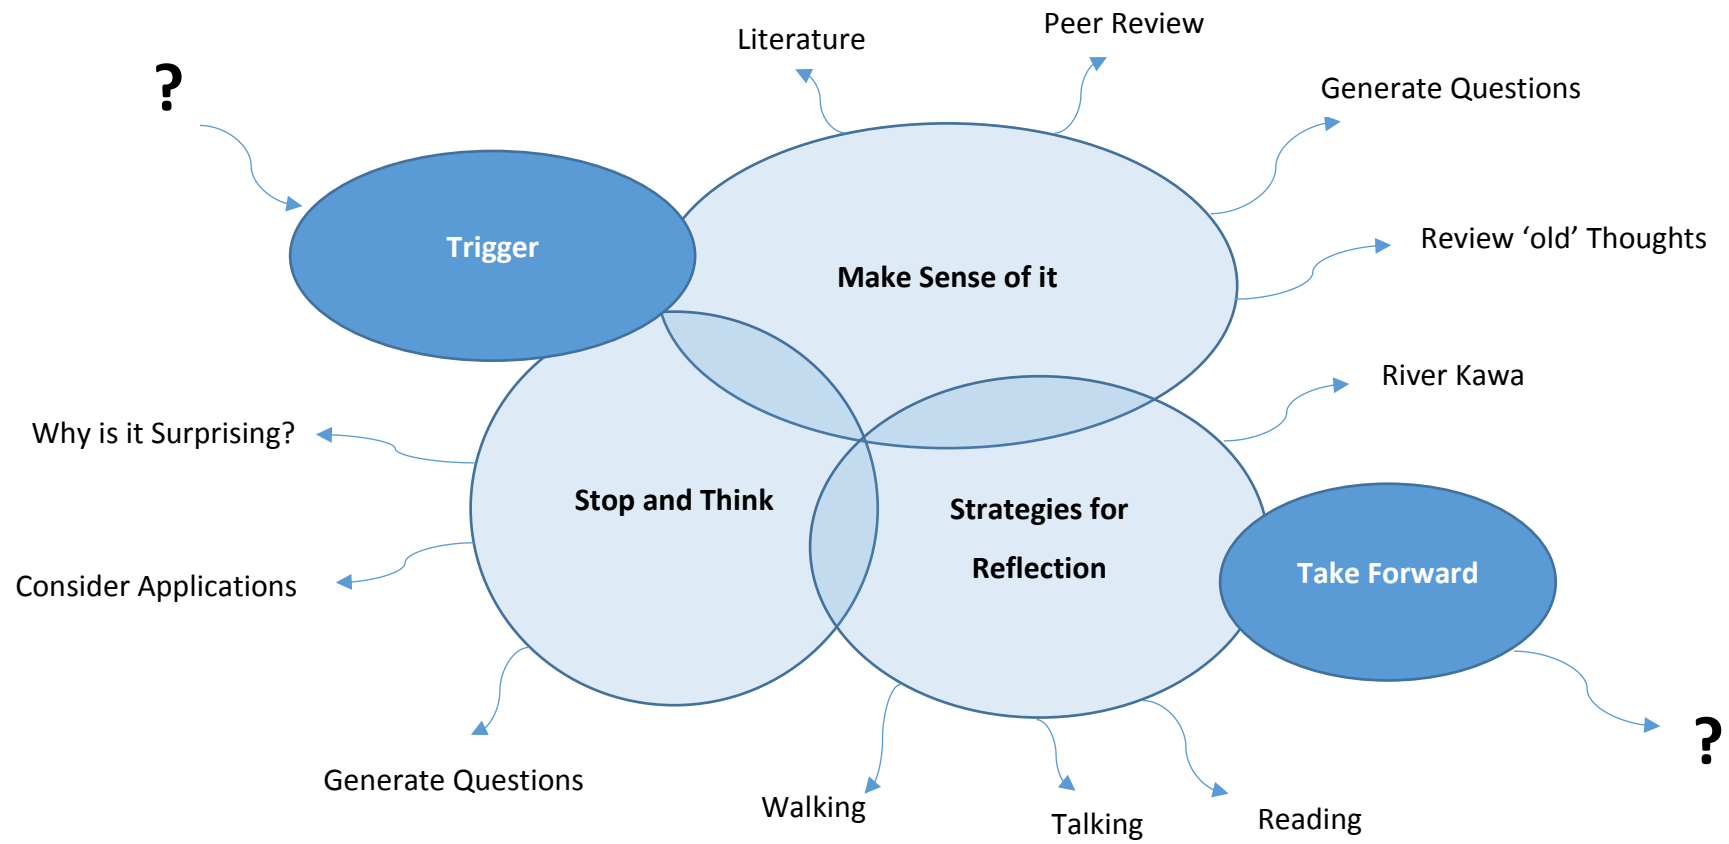 Peer Review
Literature
?
Generate Questions
Trigger
Review ‘old’ Thoughts
Make Sense of it
River Kawa
Why is it Surprising?
Stop and Think
Strategies for
Reflection
Take Forward
Consider Applications
?
Generate Questions
Walking
Talking
Reading